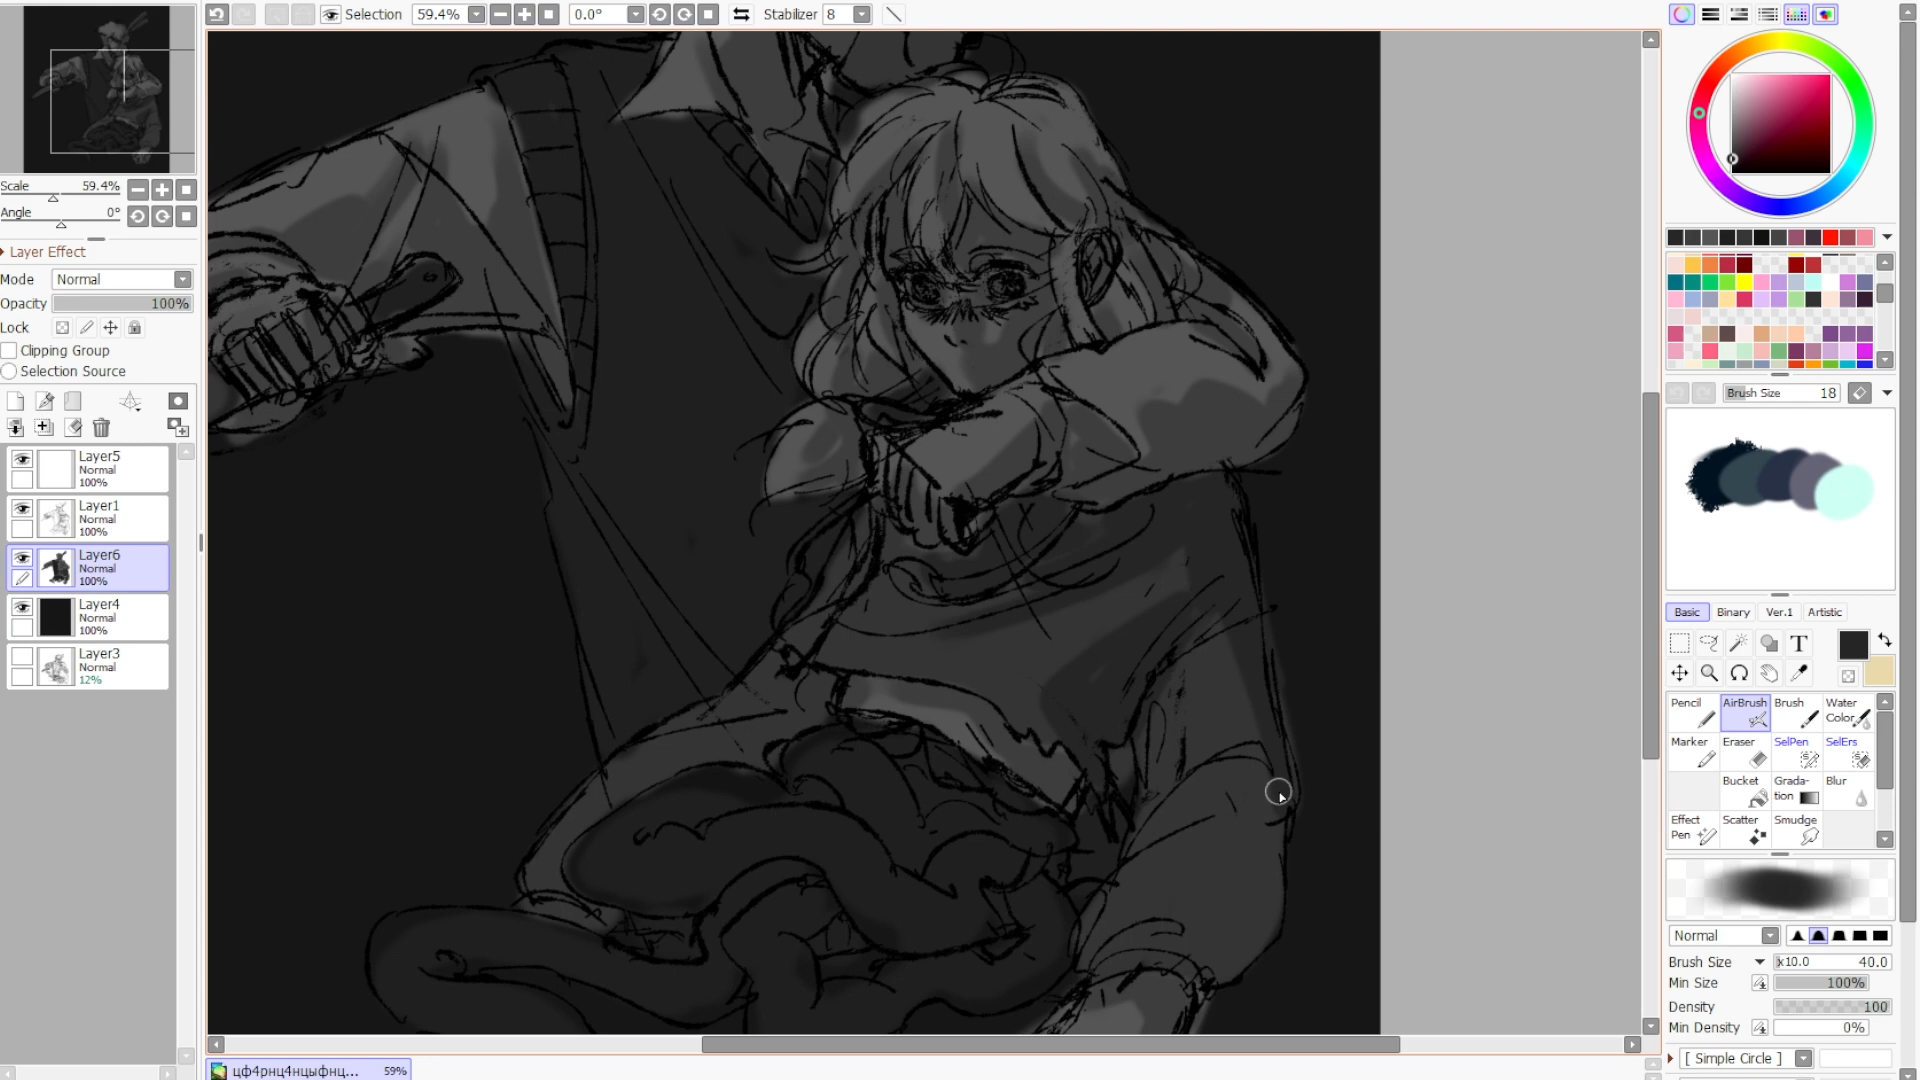 Selection 59.4% 0.0° Stabilizer 8
Scale 59.4%
Angle 0°
Layer Effect
Mode Normal
Opacity 100%
Lock
Clipping Group
Selection Source
Layer5
Normal
100%
Layer1
Normal
100%
Layer6
Normal
100%
Layer4
Normal
100%
Layer3
Normal
12%
цф4рнц4нцыфнц... 59%
Brush Size 18
Basic Binary Ver.1 Artistic
T
Pencil AirBrush Brush Water
Color
Marker Eraser SelPen SelErs
Bucket Grada-
tion Blur
Effect
Pen Scatter Smudge
Normal
Brush Size x10.0 40.0
Min Size 100%
Density 100
Min Density 0%
[ Simple Circle ]